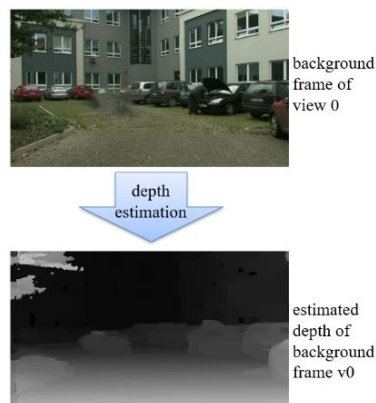 background
frame of
view 0
depth
estimation
estimated
depth of
background
frame v0